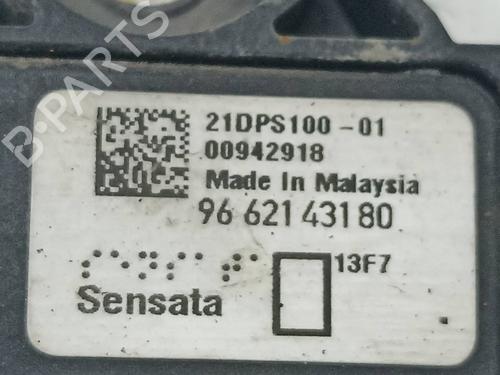 21DPS100-01
00942918
Made In Malaysia
96 621 431 80
13F7
Sensata
B-PARTS